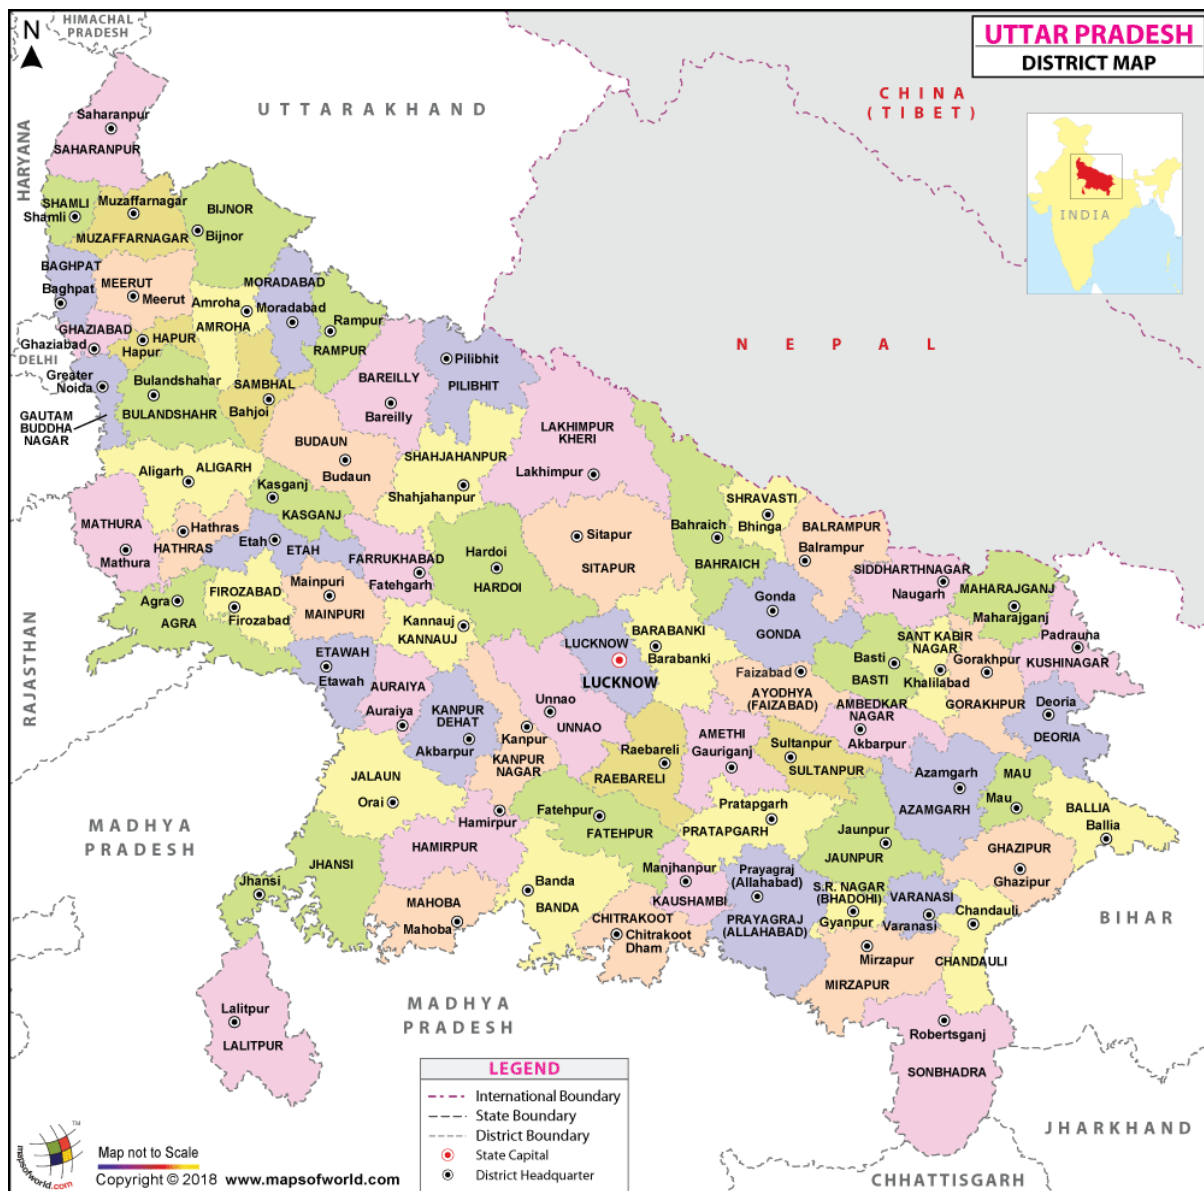 N
HIMACHAL
PRADESH
UTTAR PRADESH
DISTRICT MAP
UTTARAKHAND
CHINA
(TIBET)
HARYANA
INDIA
NEPAL
Saharanpur
SAHARANPUR
SHAMLI
Shamli
Muzaffarnagar
MUZAFFARNAGAR
BIJNOR
Bijnor
BAGHPAT
Baghpat
MEERUT
Meerut
MORADABAD
Moradabad
Amroha
AMROHA
Rampur
RAMPUR
GHAZIABAD
Ghaziabad
HAPUR
Hapur
DELHI
Greater
Noida
GAUTAM
BUDDHA
NAGAR
Bulandshahar
BULANDSHAHR
SAMBHAL
Bahjoi
BAREILLY
Bareilly
Pilibhit
PILIBHIT
BUDAUN
Budaun
SHAHJAHANPUR
Shahjahanpur
LAKHIMPUR
KHERI
Lakhimpur
Aligarh
ALIGARH
Kasganj
KASGANJ
MATHURA
Mathura
Hathras
HATHRAS
Etah
ETAH
FARRUKHABAD
Fatehgarh
Hardoi
HARDOI
Sitapur
SITAPUR
Bahraich
BAHRAICH
SHRAVASTI
Bhinga
BALRAMPUR
Balrampur
SIDDHARTHNAGAR
Naugarh
MAHARAJGANJ
Maharajganj
RAJASTHAN
Agra
AGRA
FIROZABAD
Firozabad
Mainpuri
MAINPURI
Kannauj
KANNAUJ
Gonda
GONDA
LUCKNOW
LUCKNOW
BARABANKI
Barabanki
Faizabad
AYODHYA
(FAIZABAD)
Basti
BASTI
SANT KABIR
NAGAR
Khalilabad
Gorakhpur
GORAKHPUR
Padrauna
KUSHINAGAR
Deoria
DEORIA
ETAWAH
Etawah
AURAIYA
Auraiya
KANPUR
DEHAT
Akbarpur
Kanpur
KANPUR
NAGAR
Unnao
UNNAO
Raebareli
RAEBARELI
AMETHI
Gauriganj
Sultanpur
SULTANPUR
AMBEDKAR
NAGAR
Akbarpur
Azamgarh
AZAMGARH
MAU
Mau
BALLIA
Ballia
JALAUN
Orai
Hamirpur
HAMIRPUR
Fatehpur
FATEHPUR
Pratapgarh
PRATAPGARH
Jaunpur
JAUNPUR
GHAZIPUR
Ghazipur
MADHYA
PRADESH
JHANSI
Jhansi
MAHOBA
Mahoba
Banda
BANDA
CHITRAKOOT
Chitrakoot
Dham
Manjhanpur
KAUSHAMBI
Prayagraj
(Allahabad)
PRAYAGRAJ
(ALLAHABAD)
S.R. NAGAR
(BHADOHI)
Gyanpur
VARANASI
Varanasi
Chandauli
CHANDAULI
BIHAR
Mirzapur
MIRZAPUR
Lalitpur
LALITPUR
MADHYA
PRADESH
Robertsganj
SONBHADRA
JHARKHAND
CHHATTISGARH
LEGEND
International Boundary
State Boundary
District Boundary
State Capital
District Headquarter
TM
mapsofworld.com
Map not to Scale
Copyright © 2018 www.mapsofworld.com